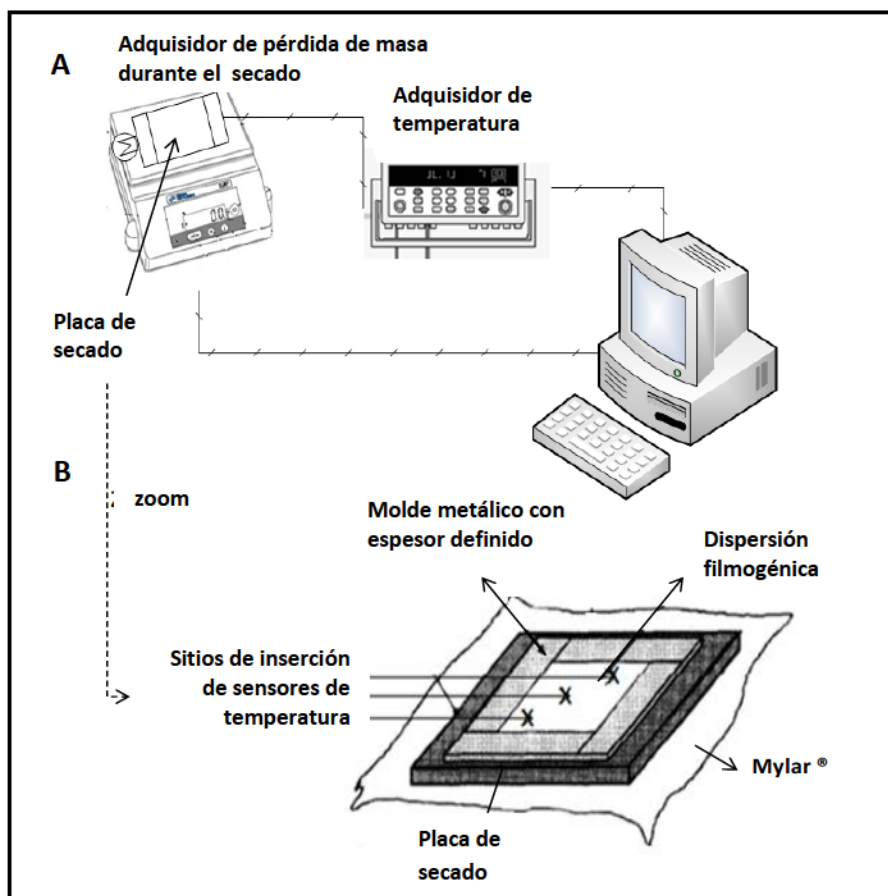 A
Adquisidor de pérdida de masa
durante el secado
Adquisidor de
temperatura
Placa de
secado
B
zoom
Molde metálico con
espesor definido
Dispersión
filmogénica
Sitios de inserción
de sensores de
temperatura
Mylar ®
Placa de
secado